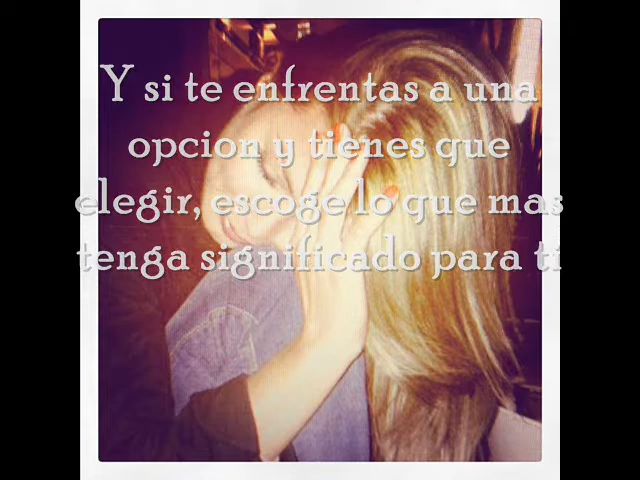 Y si te enfrentas a una
opcion y tienes que
elegir, escoge lo que mas
tenga significado para ti